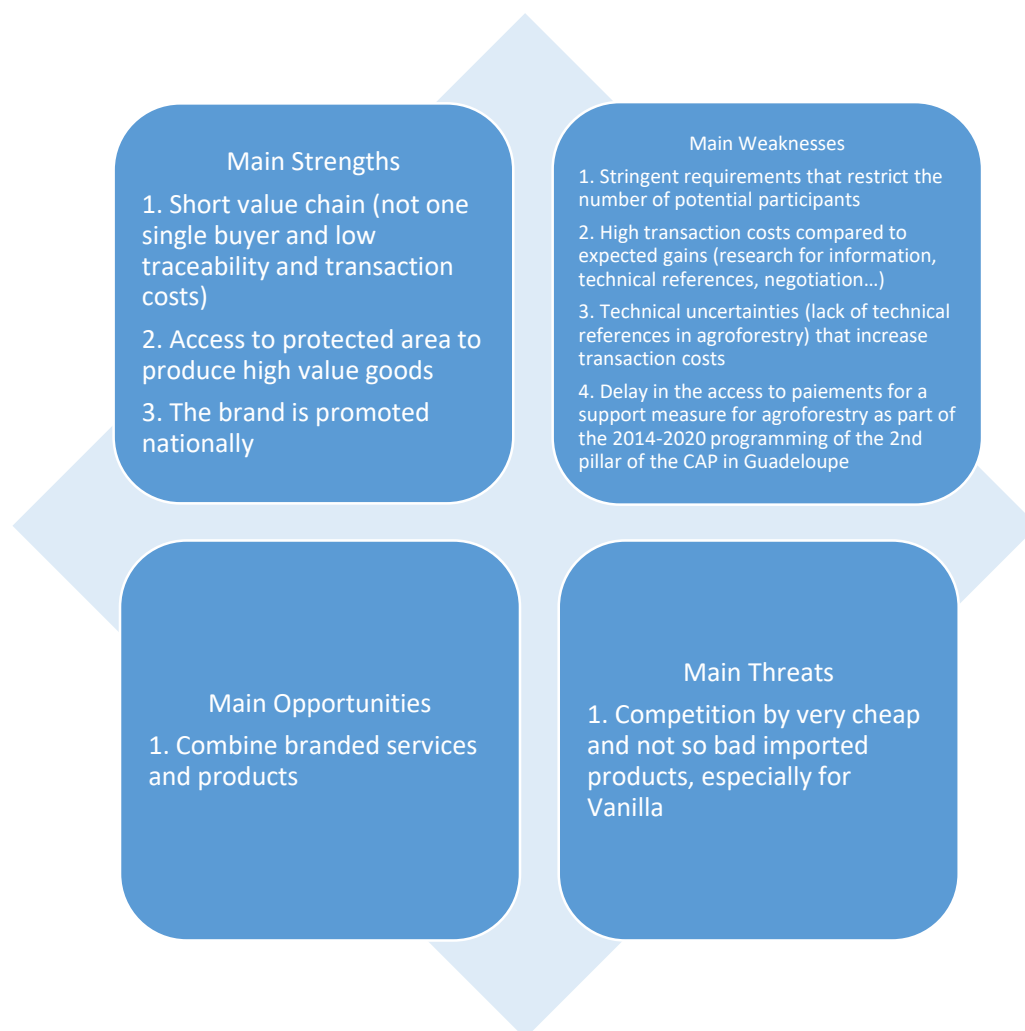 Main Strengths
1. Short value chain (not one
single buyer and low
traceability and transaction
costs)
2. Access to protected area to
produce high value goods
3. The brand is promoted
nationally
Main Weaknesses
1. Stringent requirements that restrict the
number of potential participants
2. High transaction costs compared to
expected gains (research for information,
technical references, negotiation…)
3. Technical uncertainties (lack of technical
references in agroforestry) that increase
transaction costs
4. Delay in the access to paiements for a
support measure for agroforestry as part of
the 2014-2020 programming of the 2nd
pillar of the CAP in Guadeloupe
Main Opportunities
1. Combine branded services
and products
Main Threats
1. Competition by very cheap
and not so bad imported
products, especially for
Vanilla